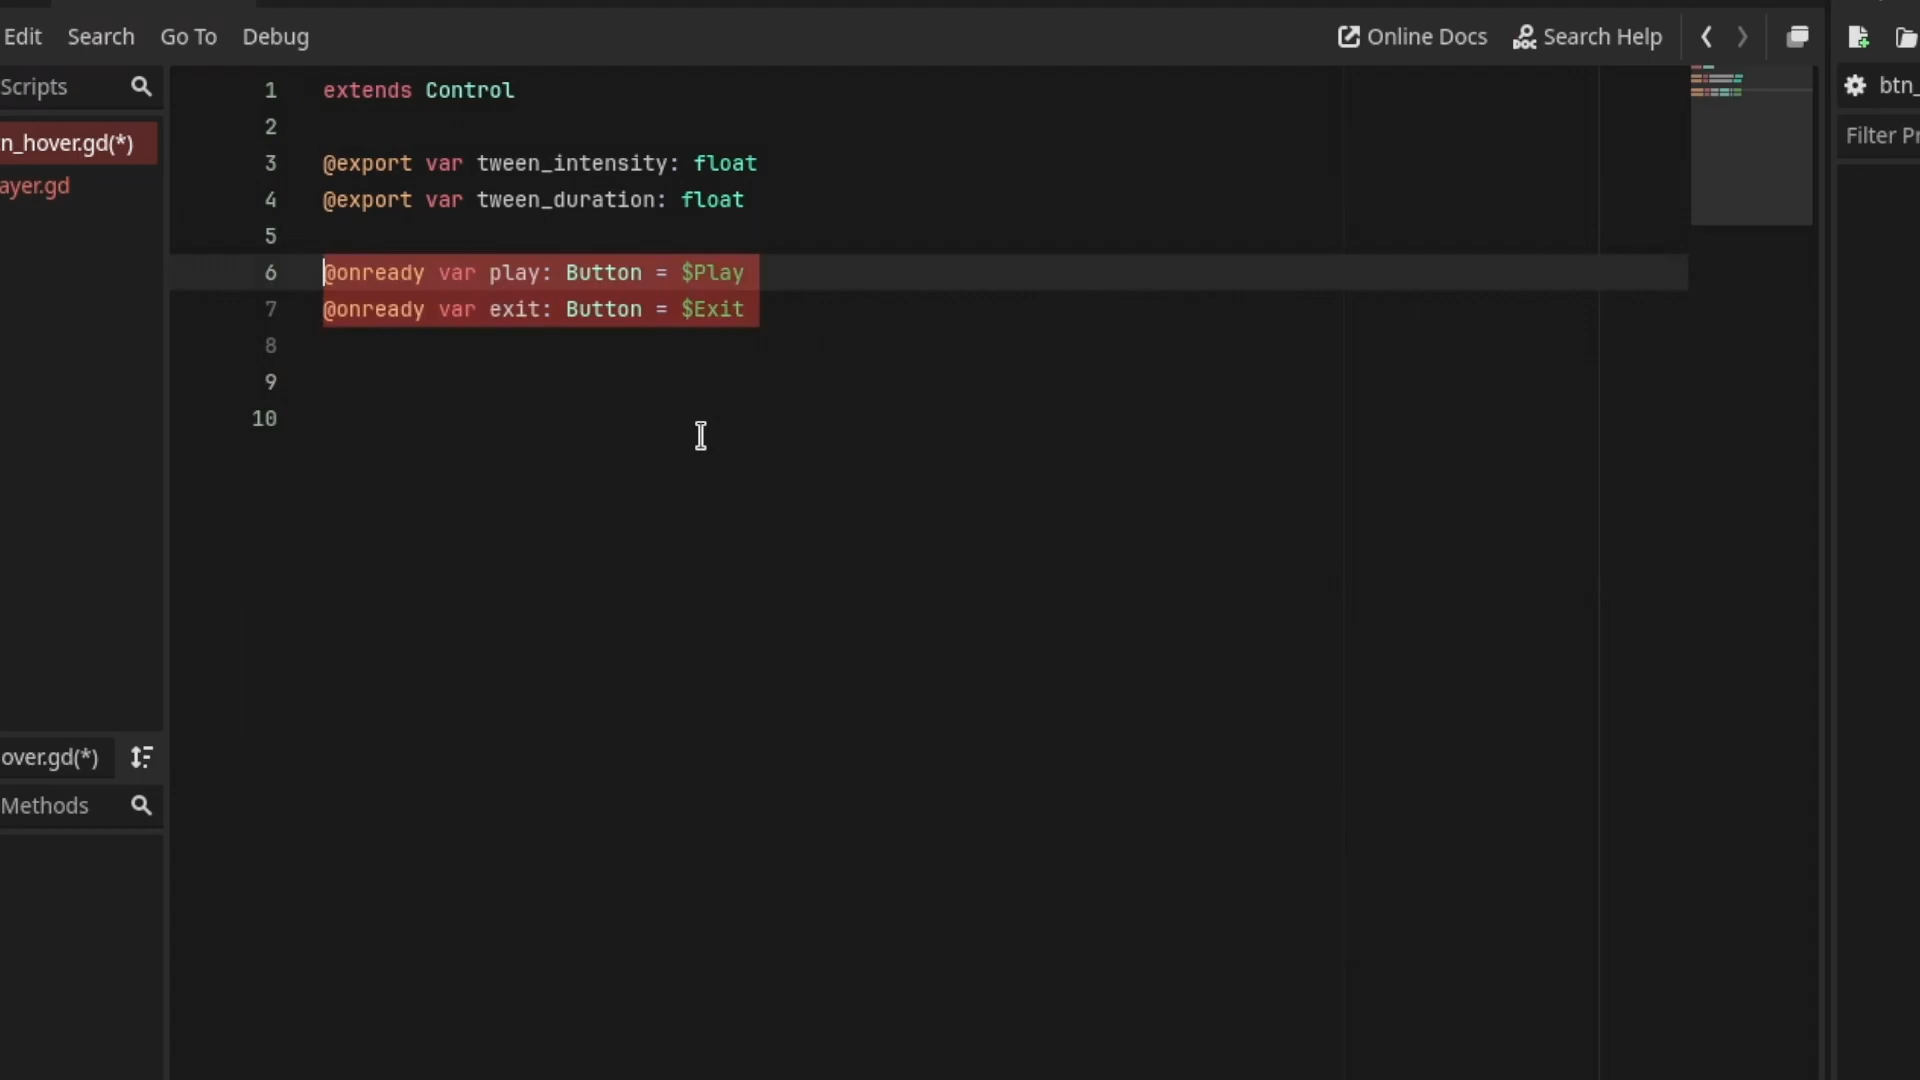 Edit Search Go To Debug Online Docs Search Help
Scripts
n_hover.gd(*)
ayer.gd
over.gd(*)
Methods
1 extends Control
2
3 @export var tween_intensity: float
4 @export var tween_duration: float
5
6 @onready var play: Button = $Play
7 @onready var exit: Button = $Exit
8
9
10
btn_
Filter Pr